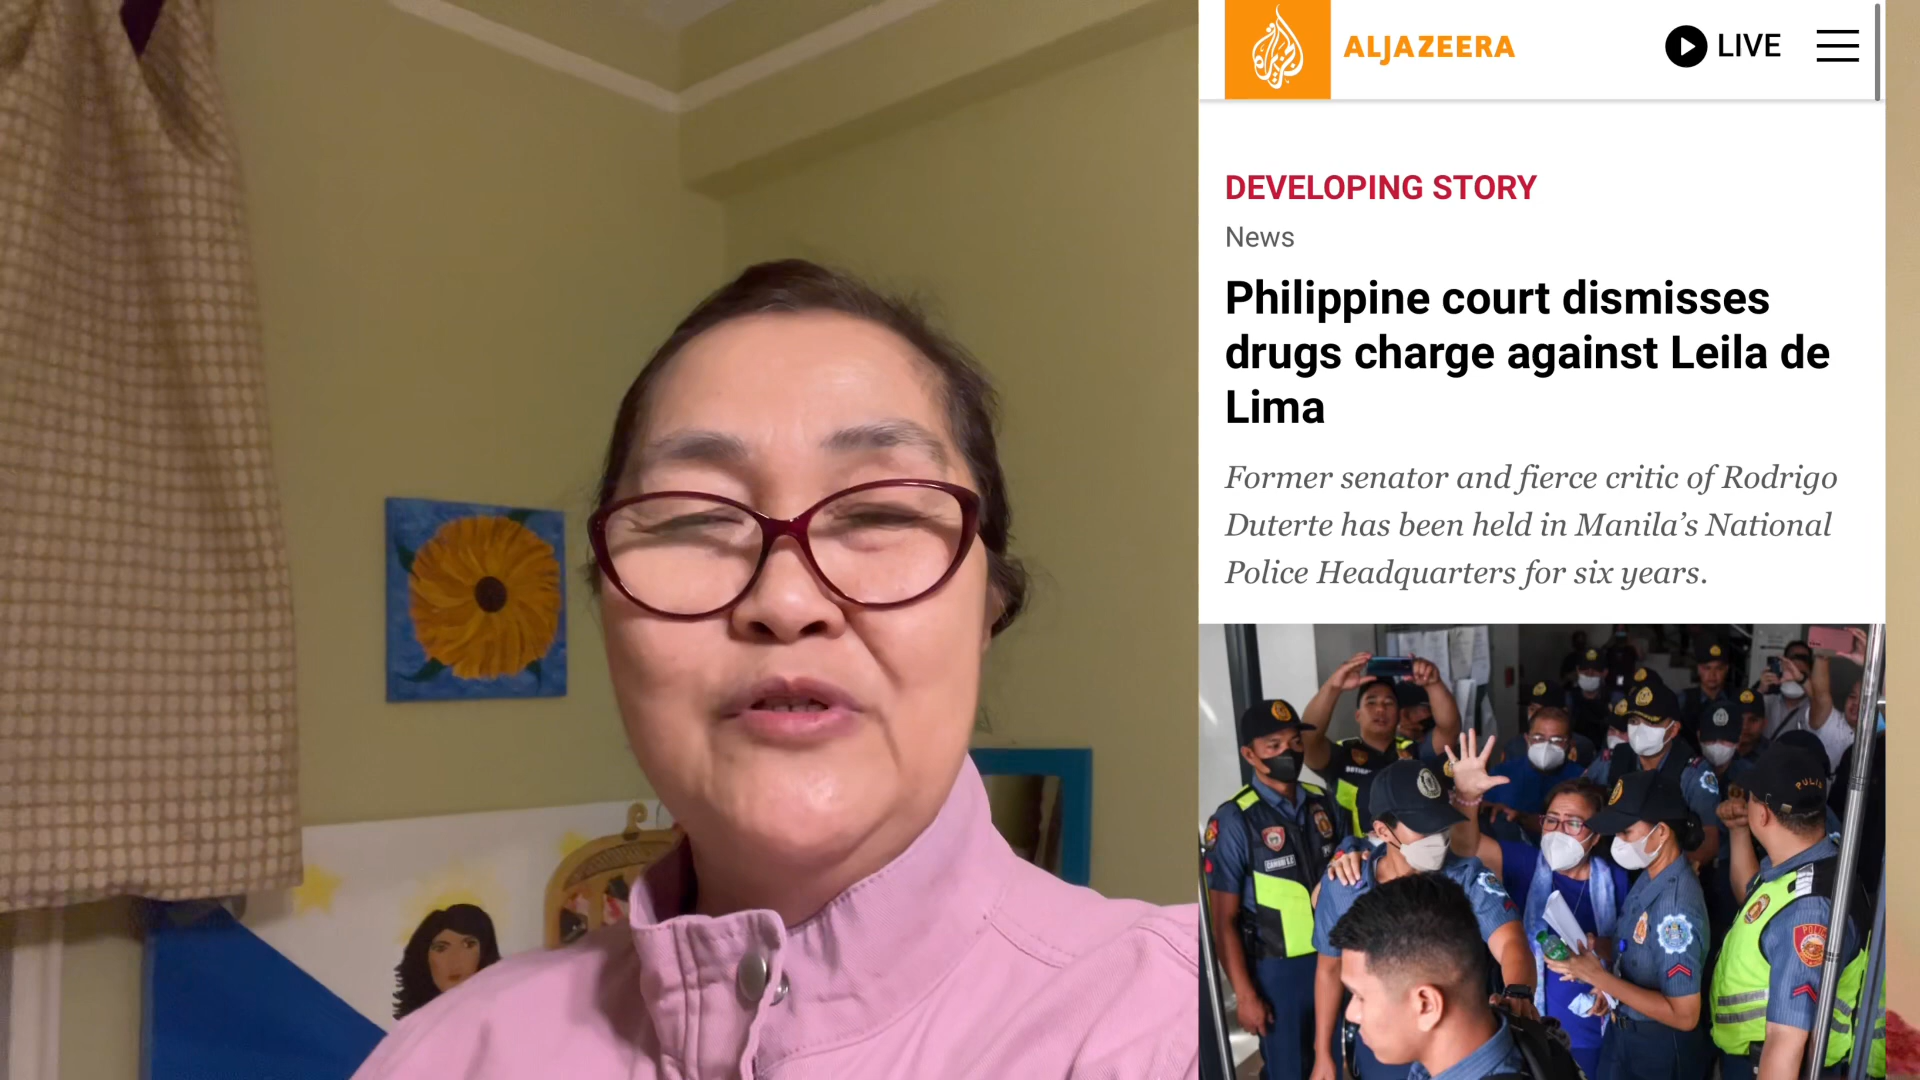 ALJAZEERA
LIVE
DEVELOPING STORY
News
Philippine court dismisses
drugs charge against Leila de
Lima
Former senator and fierce critic of Rodrigo
Duterte has been held in Manila’s National
Police Headquarters for six years.